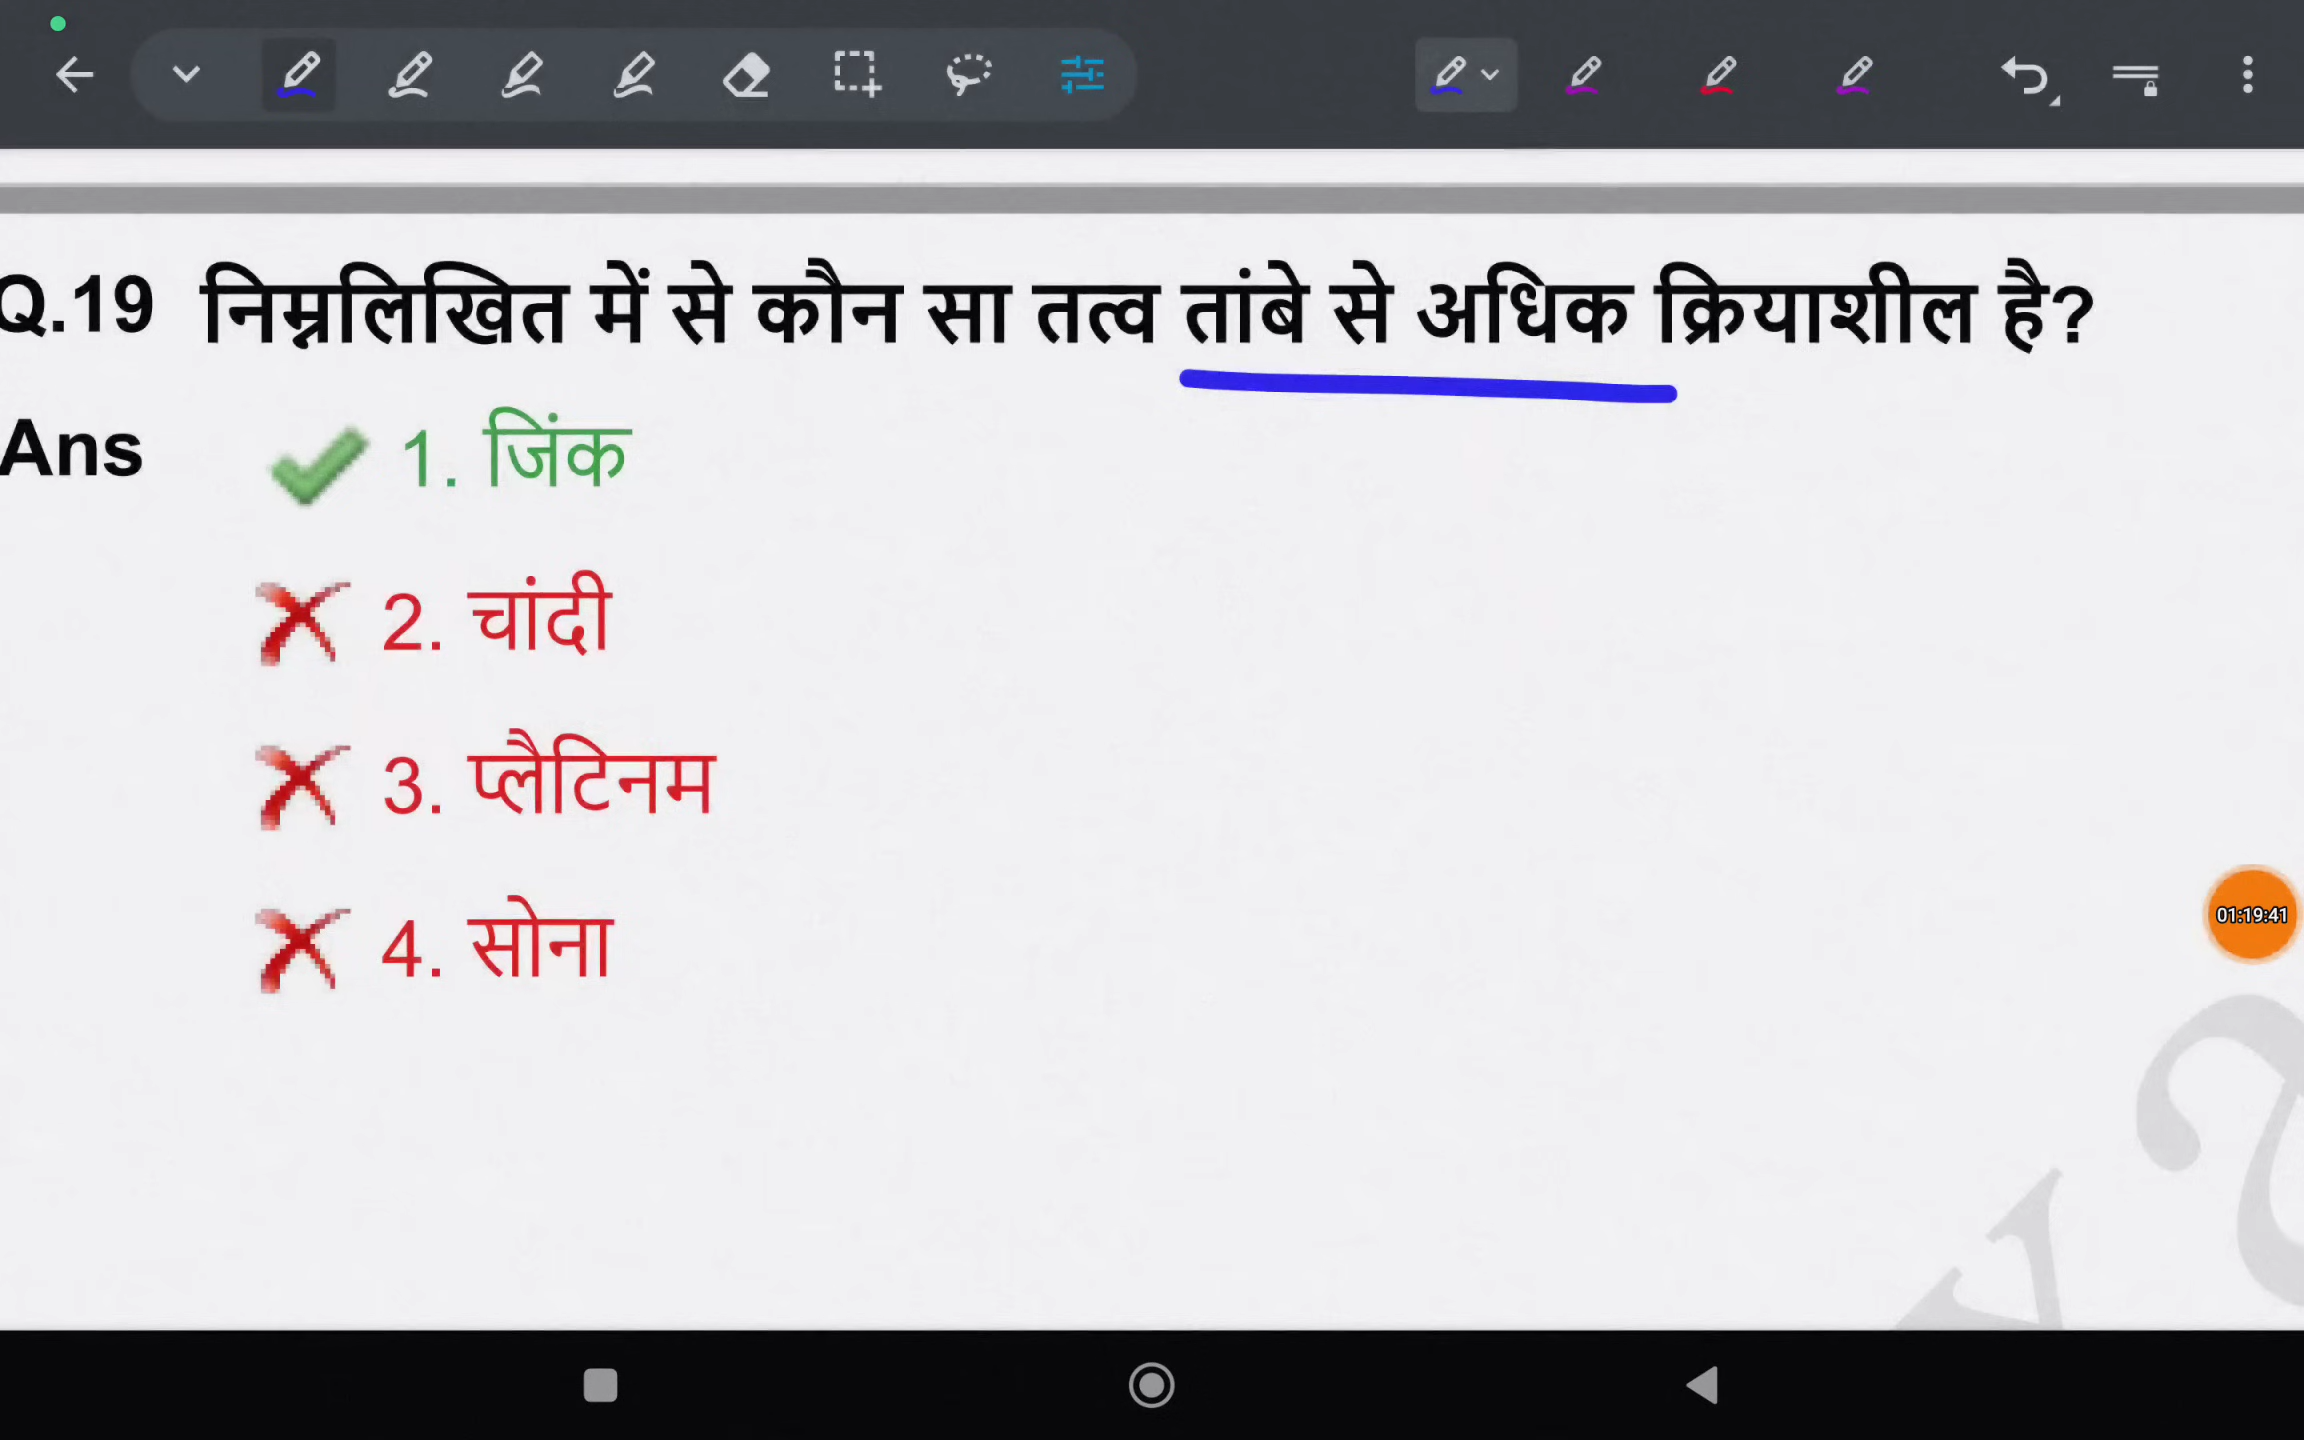 Q.19 निम्नलिखित में से कौन सा तत्व तांबे से अधिक क्रियाशील है?
Ans 1. जिंक
2. चांदी
3. प्लैटिनम
4. सोना
01:19:41